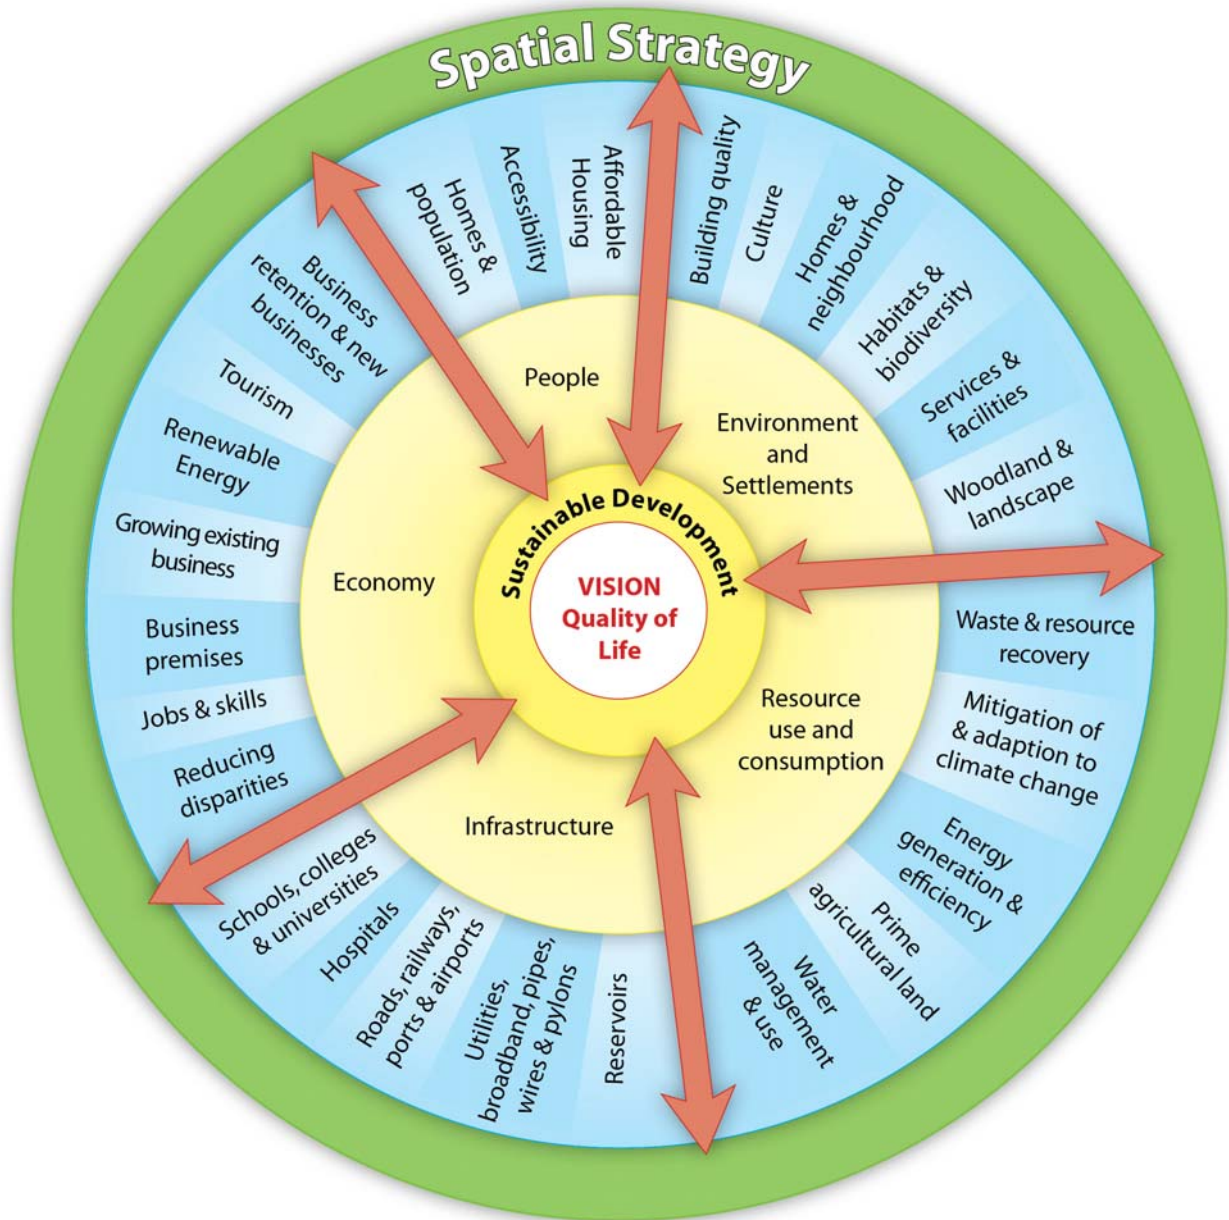 Spatial Strategy
Affordable
Housing
Accessibility
Homes &
population
Building quality
Culture
Homes &
neighbourhood
Habitats &
biodiversity
Services &
facilities
Woodland &
landscape
Waste & resource
recovery
Mitigation of
& adaption to
climate change
Energy
generation &
efficiency
Prime
agricultural land
Water
management
& use
Reservoirs
Utilities,
broadband, pipes,
wires & pylons
Roads, railways,
ports & airports
Hospitals
Schools, colleges
& universities
Reducing
disparities
Jobs & skills
Business
premises
Growing existing
business
Renewable
Energy
Tourism
Business
retention & new
businesses
People
Environment
and
Settlements
Resource
use and
consumption
Infrastructure
Economy
Sustainable Development
VISION
Quality of
Life